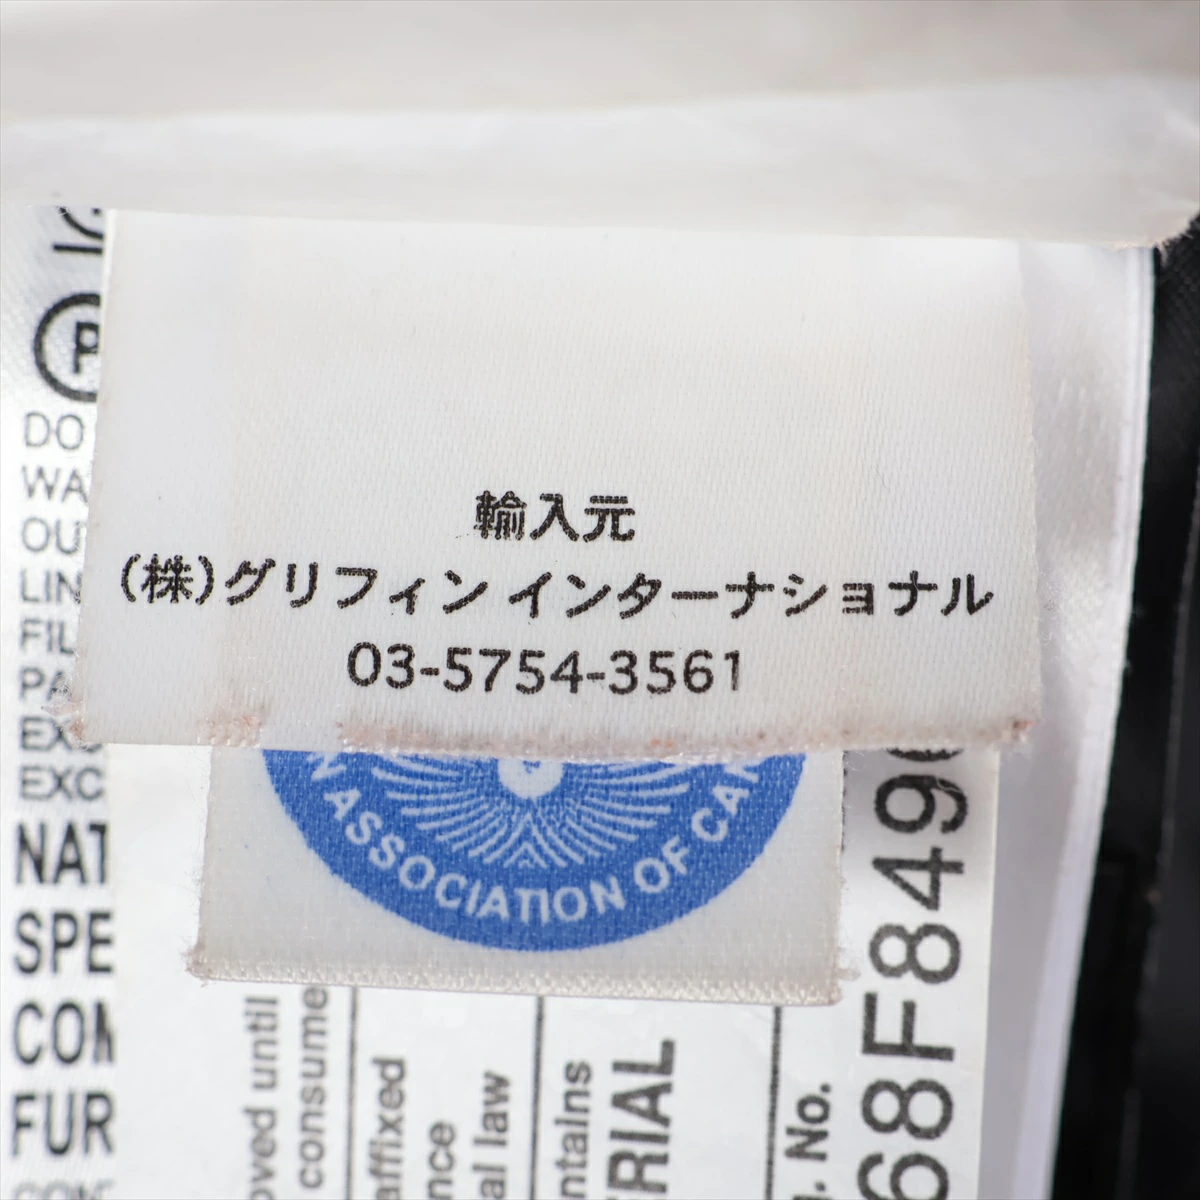 輸入元
(株)グリフィン インターナショナル
03-5754-3561
P
DO
WA
OU
LIN
FIL
PA
EXC
NAT
SPE
COM
FUR
N ASSOCIATION OF CAN
oved until
consume
affixed
nce
al law
ntains
RIAL
No.
68F849